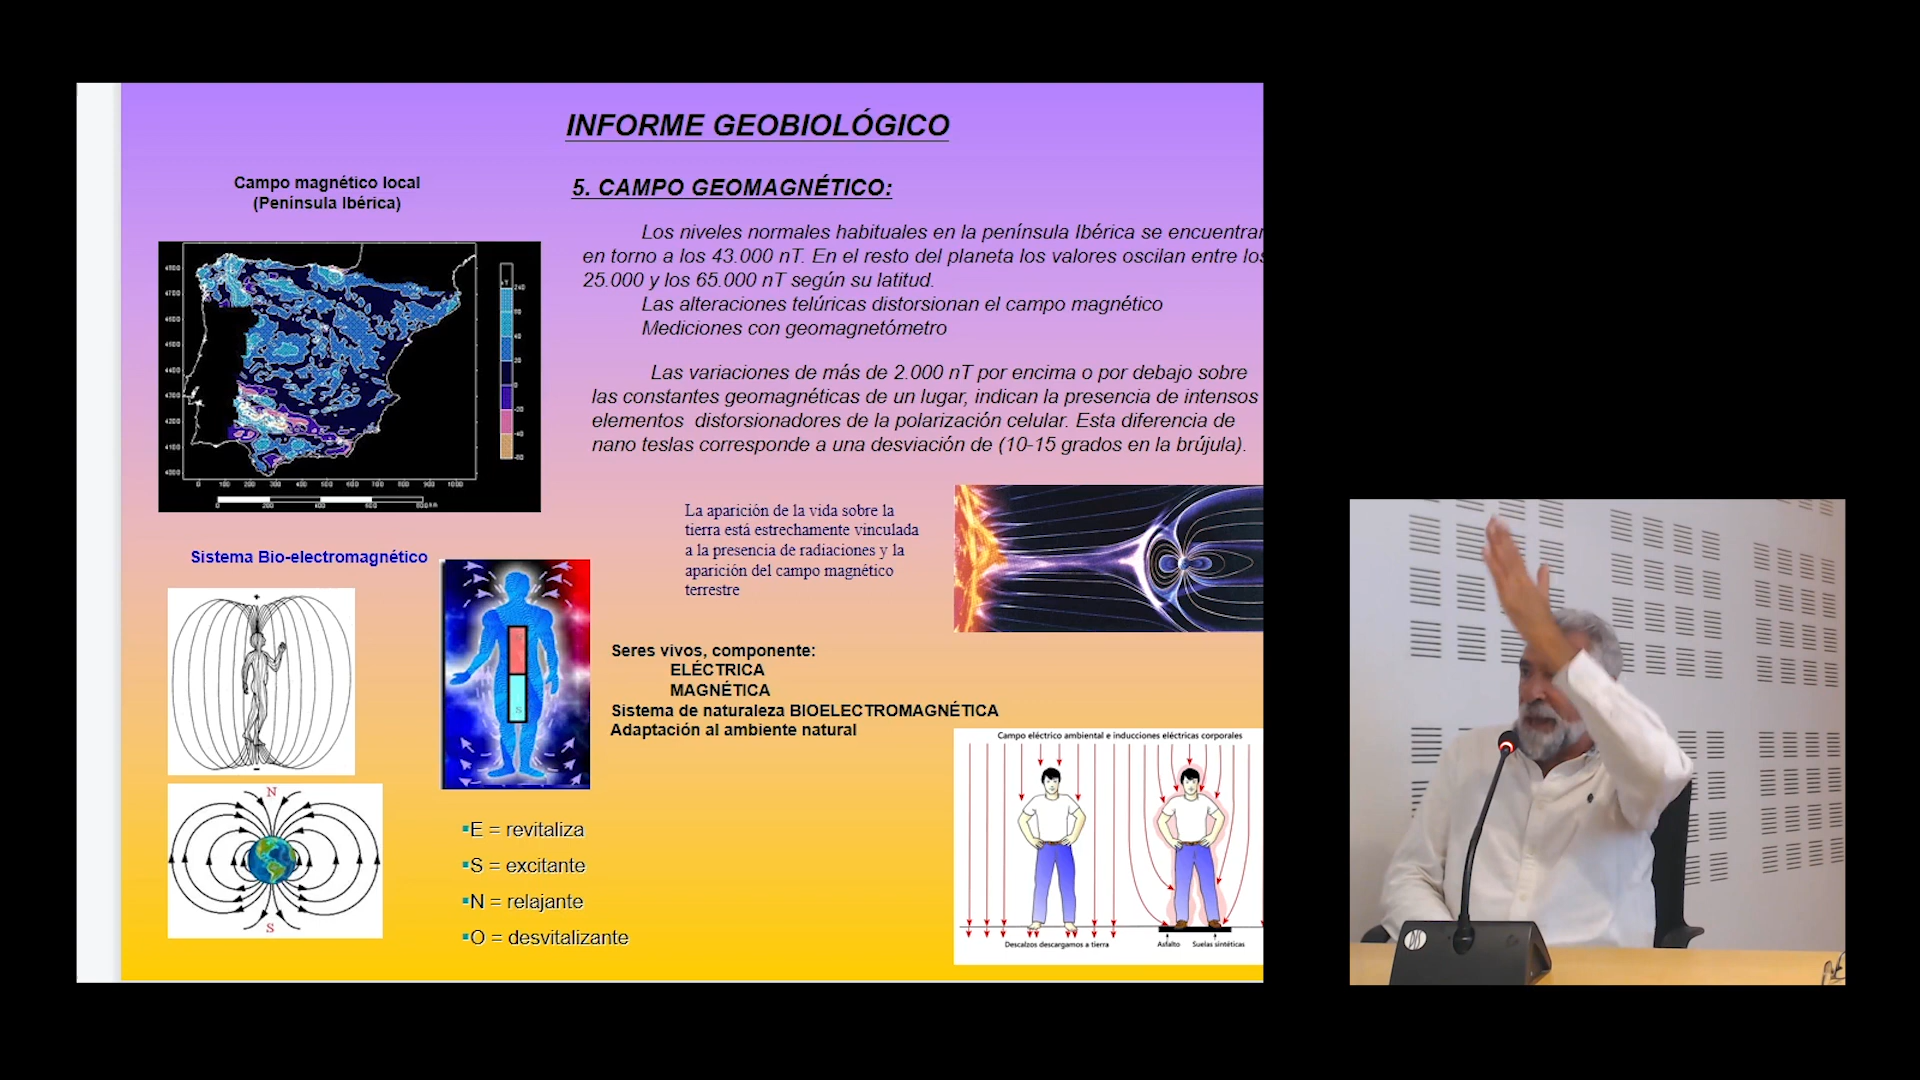 INFORME GEOBIOLÓGICO
Campo magnético local
(Península Ibérica)
5. CAMPO GEOMAGNÉTICO:
Los niveles normales habituales en la península Ibérica se encuentran
en torno a los 43.000 nT. En el resto del planeta los valores oscilan entre los
25.000 y los 65.000 nT según su latitud.
Las alteraciones telúricas distorsionan el campo magnético
Mediciones con geomagnetómetro
Las variaciones de más de 2.000 nT por encima o por debajo sobre
las constantes geomagnéticas de un lugar, indican la presencia de intensos
elementos distorsionadores de la polarización celular. Esta diferencia de
nano teslas corresponde a una desviación de (10-15 grados en la brújula).
La aparición de la vida sobre la
tierra está estrechamente vinculada
a la presencia de radiaciones y la
aparición del campo magnético
terrestre
Sistema Bio-electromagnético
Seres vivos, componente:
ELÉCTRICA
MAGNÉTICA
Sistema de naturaleza BIOELECTROMAGNÉTICA
Adaptación al ambiente natural
N
S
E = revitaliza
S = excitante
N = relajante
O = desvitalizante
Campo eléctrico ambiental e inducciones eléctricas corporales
Descalzos descargamos a tierra
Asfalto
Suelas sintéticas